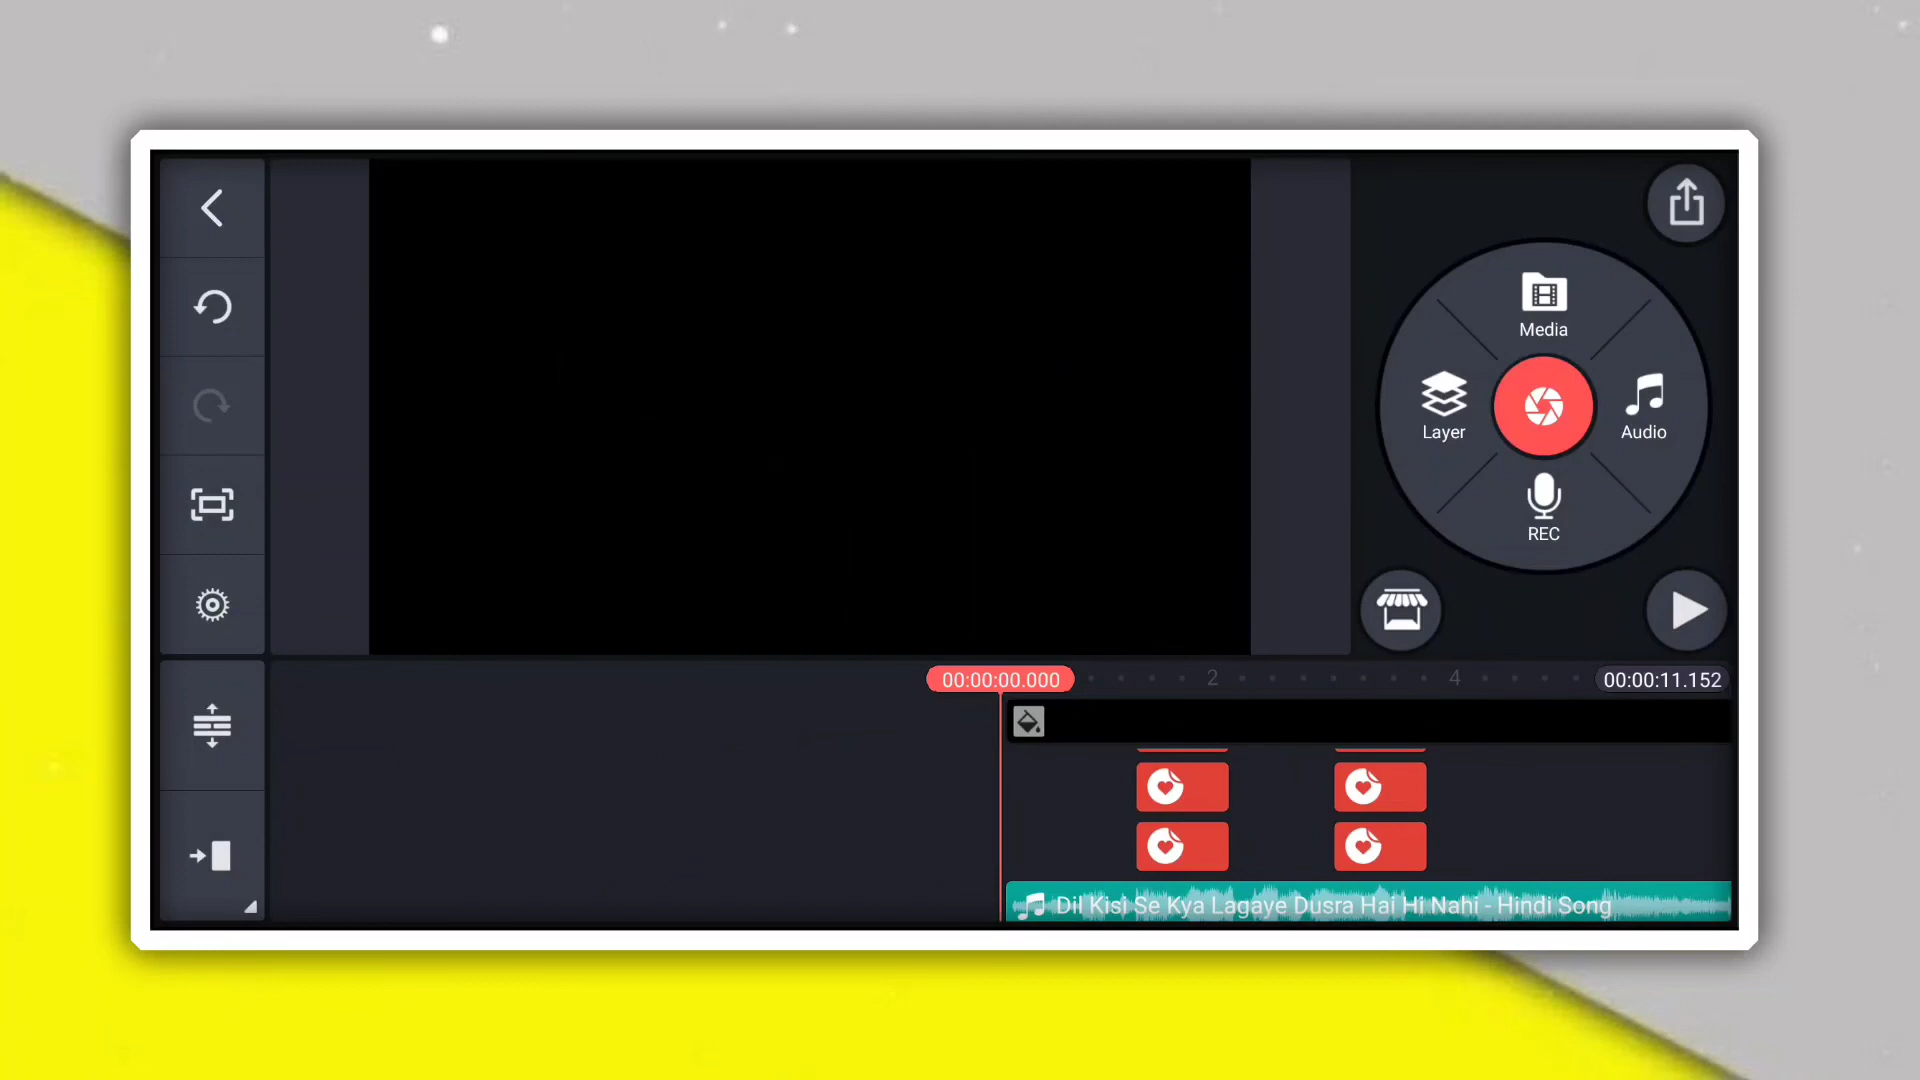 Media
Layer
Audio
REC
00:00:00.000
2
4
00:00:11.152
Dil Kisi Se Kya Lagaye Dusra Hai Hi Nahi - Hindi Song